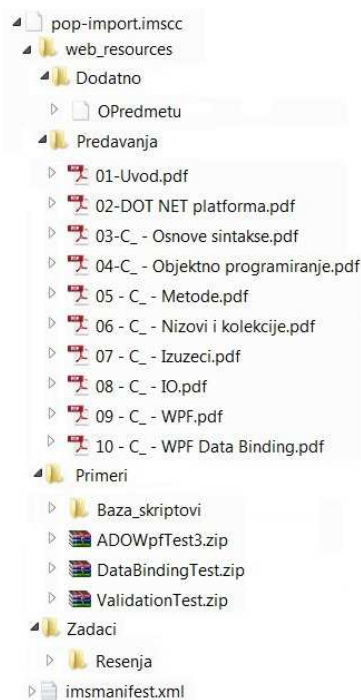 pop-import.imscc
web_resources
Dodatno
OPredmetu
Predavanja
01-Uvod.pdf
02-DOT NET platforma.pdf
03-C_ - Osnove sintakse.pdf
04-C_ - Objektno programiranje.pdf
05 - C_ - Metode.pdf
06 - C_ - Nizovi i kolekcije.pdf
07 - C_ - Izuzeci.pdf
08 - C_ - IO.pdf
09 - C_ - WPF.pdf
10 - C_ - WPF Data Binding.pdf
Primeri
Baza_skriptovi
ADOWpfTest3.zip
DataBindingTest.zip
ValidationTest.zip
Zadaci
Resenja
imsmanifest.xml